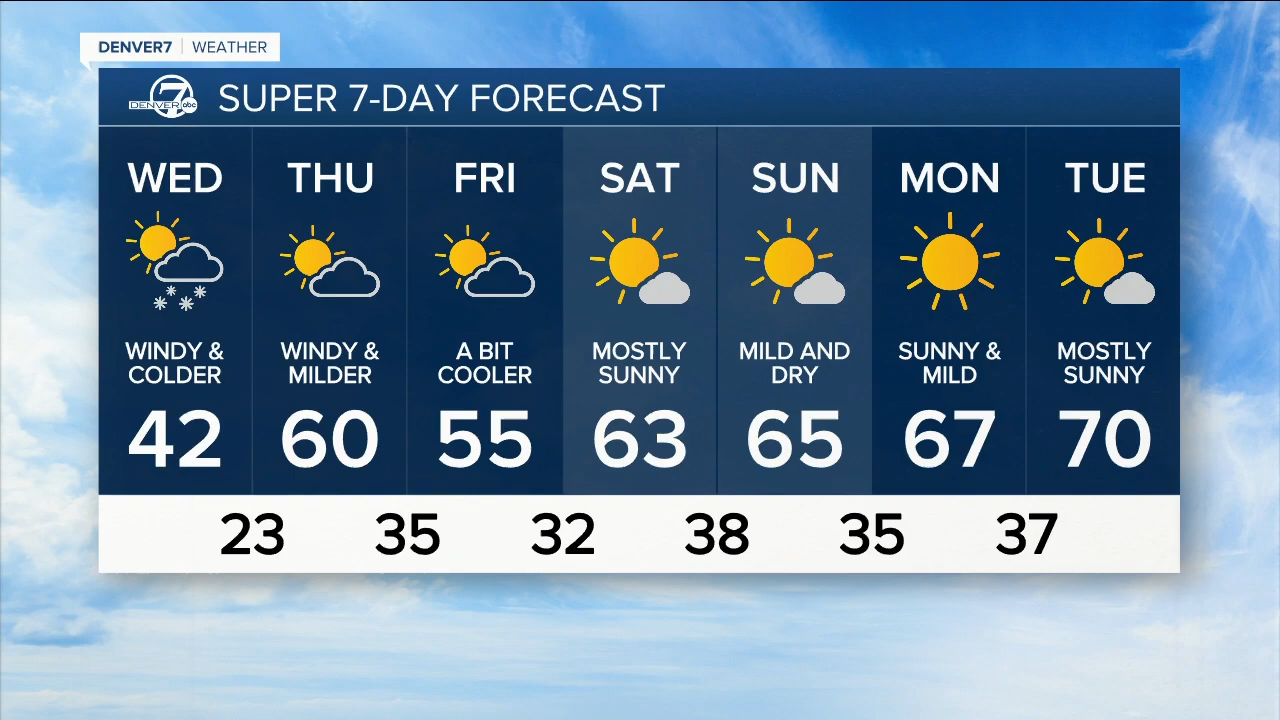 DENVER7 | WEATHER
7 DENVER abc
SUPER 7-DAY FORECAST
WED THU FRI SAT SUN MON TUE
WINDY & WINDY & A BIT MOSTLY MILD AND SUNNY & MOSTLY
COLDER MILDER COOLER SUNNY DRY MILD SUNNY
42 60 55 63 65 67 70
23 35 32 38 35 37